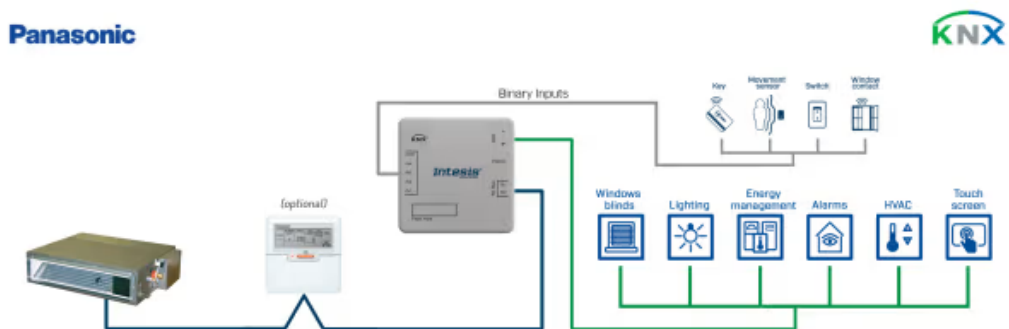 Panasonic
KNX
Binary Inputs
Key
Movement
sensor
Switch
Window
contact
KNX
Intesis
(optional)
Windows
blinds
Lighting
Energy
management
Alarms
HVAC
Touch
screen